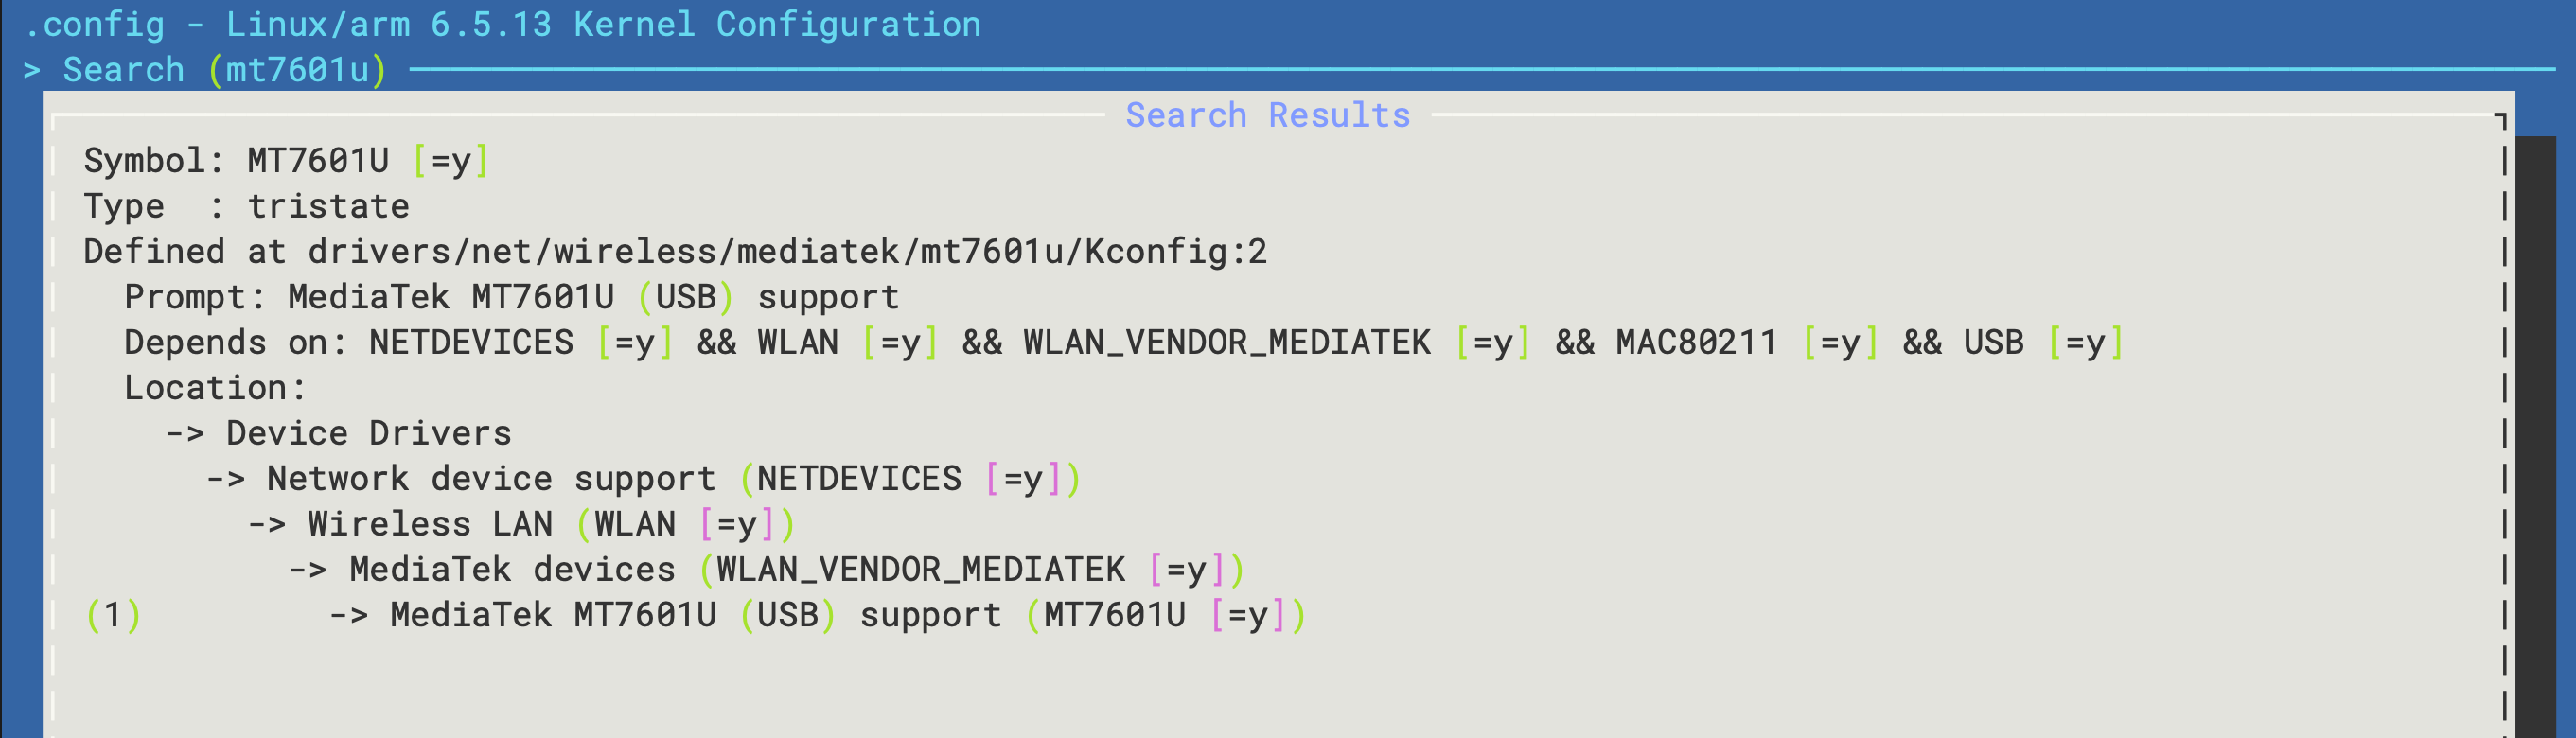 .config - Linux/arm 6.5.13 Kernel Configuration
> Search (mt7601u)
Search Results
Symbol: MT7601U [=y]
Type  : tristate
Defined at drivers/net/wireless/mediatek/mt7601u/Kconfig:2
  Prompt: MediaTek MT7601U (USB) support
  Depends on: NETDEVICES [=y] && WLAN [=y] && WLAN_VENDOR_MEDIATEK [=y] && MAC80211 [=y] && USB [=y]
  Location:
    -> Device Drivers
      -> Network device support (NETDEVICES [=y])
        -> Wireless LAN (WLAN [=y])
          -> MediaTek devices (WLAN_VENDOR_MEDIATEK [=y])
(1)         -> MediaTek MT7601U (USB) support (MT7601U [=y])